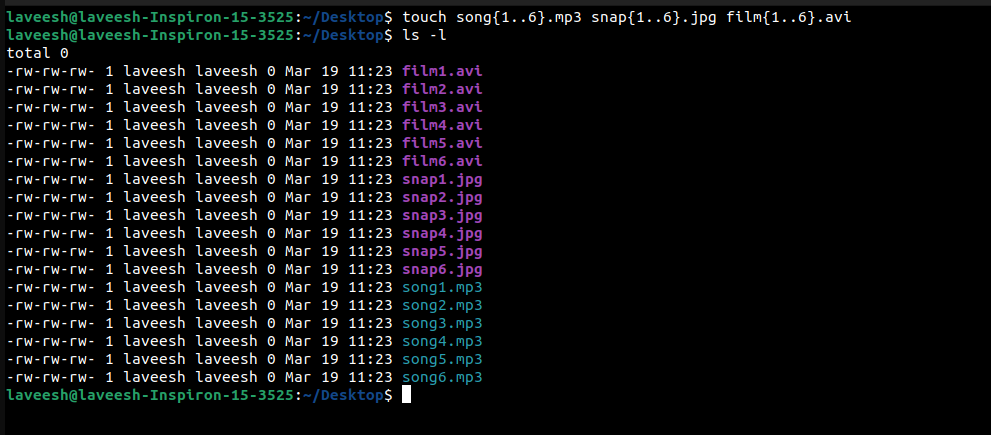 laveesh@laveesh-Inspiron-15-3525:~/Desktop$ touch song{1..6}.mp3 snap{1..6}.jpg film{1..6}.avi
laveesh@laveesh-Inspiron-15-3525:~/Desktop$ ls -l
total 0
-rw-rw-rw- 1 laveesh laveesh 0 Mar 19 11:23 film1.avi
-rw-rw-rw- 1 laveesh laveesh 0 Mar 19 11:23 film2.avi
-rw-rw-rw- 1 laveesh laveesh 0 Mar 19 11:23 film3.avi
-rw-rw-rw- 1 laveesh laveesh 0 Mar 19 11:23 film4.avi
-rw-rw-rw- 1 laveesh laveesh 0 Mar 19 11:23 film5.avi
-rw-rw-rw- 1 laveesh laveesh 0 Mar 19 11:23 film6.avi
-rw-rw-rw- 1 laveesh laveesh 0 Mar 19 11:23 snap1.jpg
-rw-rw-rw- 1 laveesh laveesh 0 Mar 19 11:23 snap2.jpg
-rw-rw-rw- 1 laveesh laveesh 0 Mar 19 11:23 snap3.jpg
-rw-rw-rw- 1 laveesh laveesh 0 Mar 19 11:23 snap4.jpg
-rw-rw-rw- 1 laveesh laveesh 0 Mar 19 11:23 snap5.jpg
-rw-rw-rw- 1 laveesh laveesh 0 Mar 19 11:23 snap6.jpg
-rw-rw-rw- 1 laveesh laveesh 0 Mar 19 11:23 song1.mp3
-rw-rw-rw- 1 laveesh laveesh 0 Mar 19 11:23 song2.mp3
-rw-rw-rw- 1 laveesh laveesh 0 Mar 19 11:23 song3.mp3
-rw-rw-rw- 1 laveesh laveesh 0 Mar 19 11:23 song4.mp3
-rw-rw-rw- 1 laveesh laveesh 0 Mar 19 11:23 song5.mp3
-rw-rw-rw- 1 laveesh laveesh 0 Mar 19 11:23 song6.mp3
laveesh@laveesh-Inspiron-15-3525:~/Desktop$